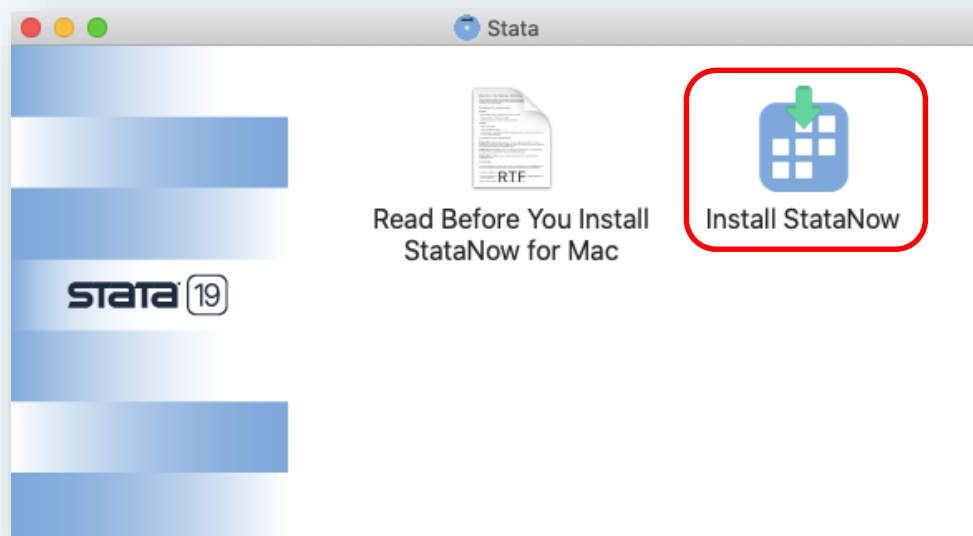 Stata
RTF
Read Before You Install
StataNow for Mac
Install StataNow
stata 19